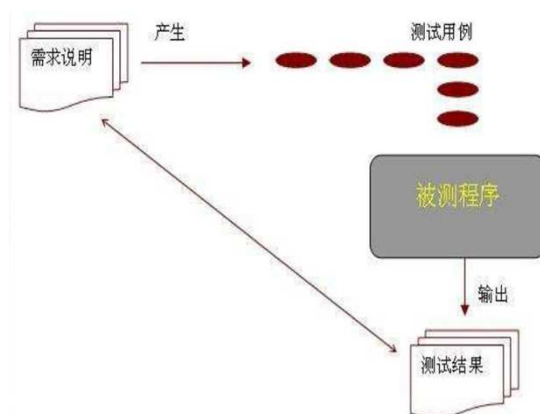 产生
测试用例
需求说明
被测程序
输出
测试结果